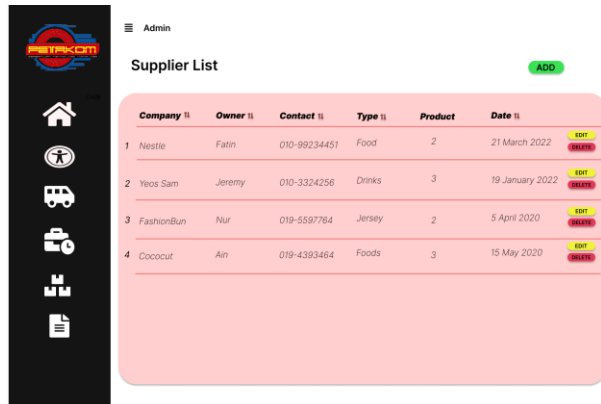 Admin
PETAKOM
Supplier List
ADD
Company Owner Contact Type Product Date
1 Nestle Fatin 010-99234451 Food 2 21 March 2022 EDIT DELETE
2 Yeos Sam Jeremy 010-3324256 Drinks 3 19 January 2022 EDIT DELETE
3 FashionBun Nur 019-5597764 Jersey 2 5 April 2020 EDIT DELETE
4 Cococut Ain 019-4393464 Foods 3 15 May 2020 EDIT DELETE